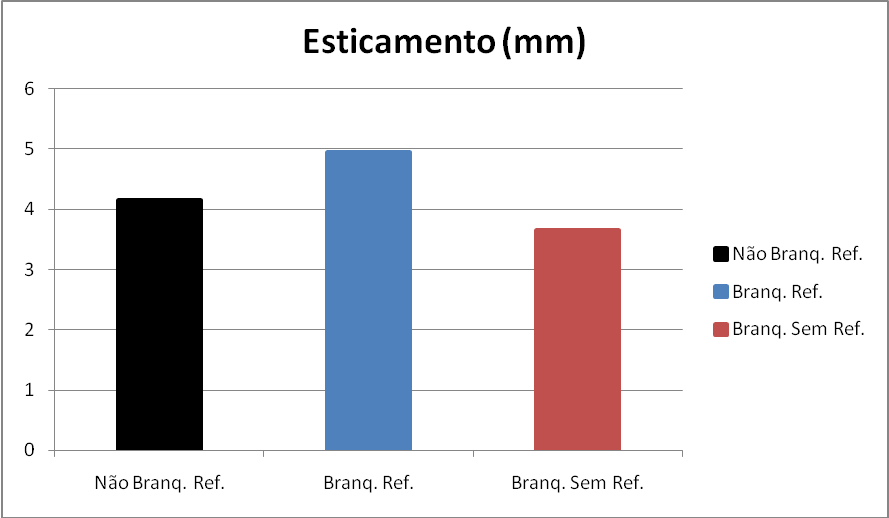 Esticamento (mm)
6
5
4
3
2
1
0
Não Branq. Ref.
Branq. Ref.
Branq. Sem Ref.
Não Branq. Ref.
Branq. Ref.
Branq. Sem Ref.